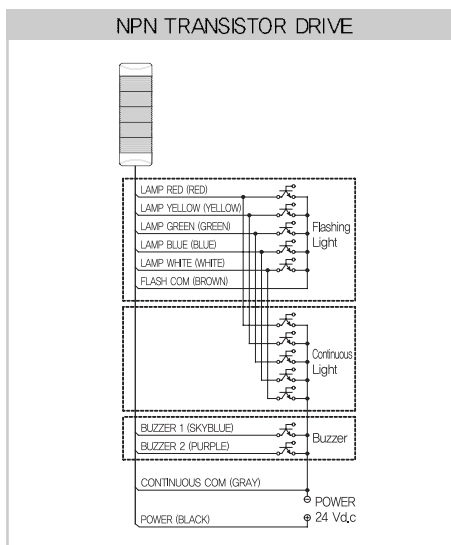 NPN TRANSISTOR DRIVE
LAMP RED (RED)
LAMP YELLOW (YELLOW)
LAMP GREEN (GREEN)
LAMP BLUE (BLUE)
LAMP WHITE (WHITE)
FLASH COM (BROWN)
Flashing
Light
Continuous
Light
BUZZER 1 (SKYBLUE)
BUZZER 2 (PURPLE)
Buzzer
CONTINUOUS COM (GRAY)
POWER
24 Vd.c
POWER (BLACK)